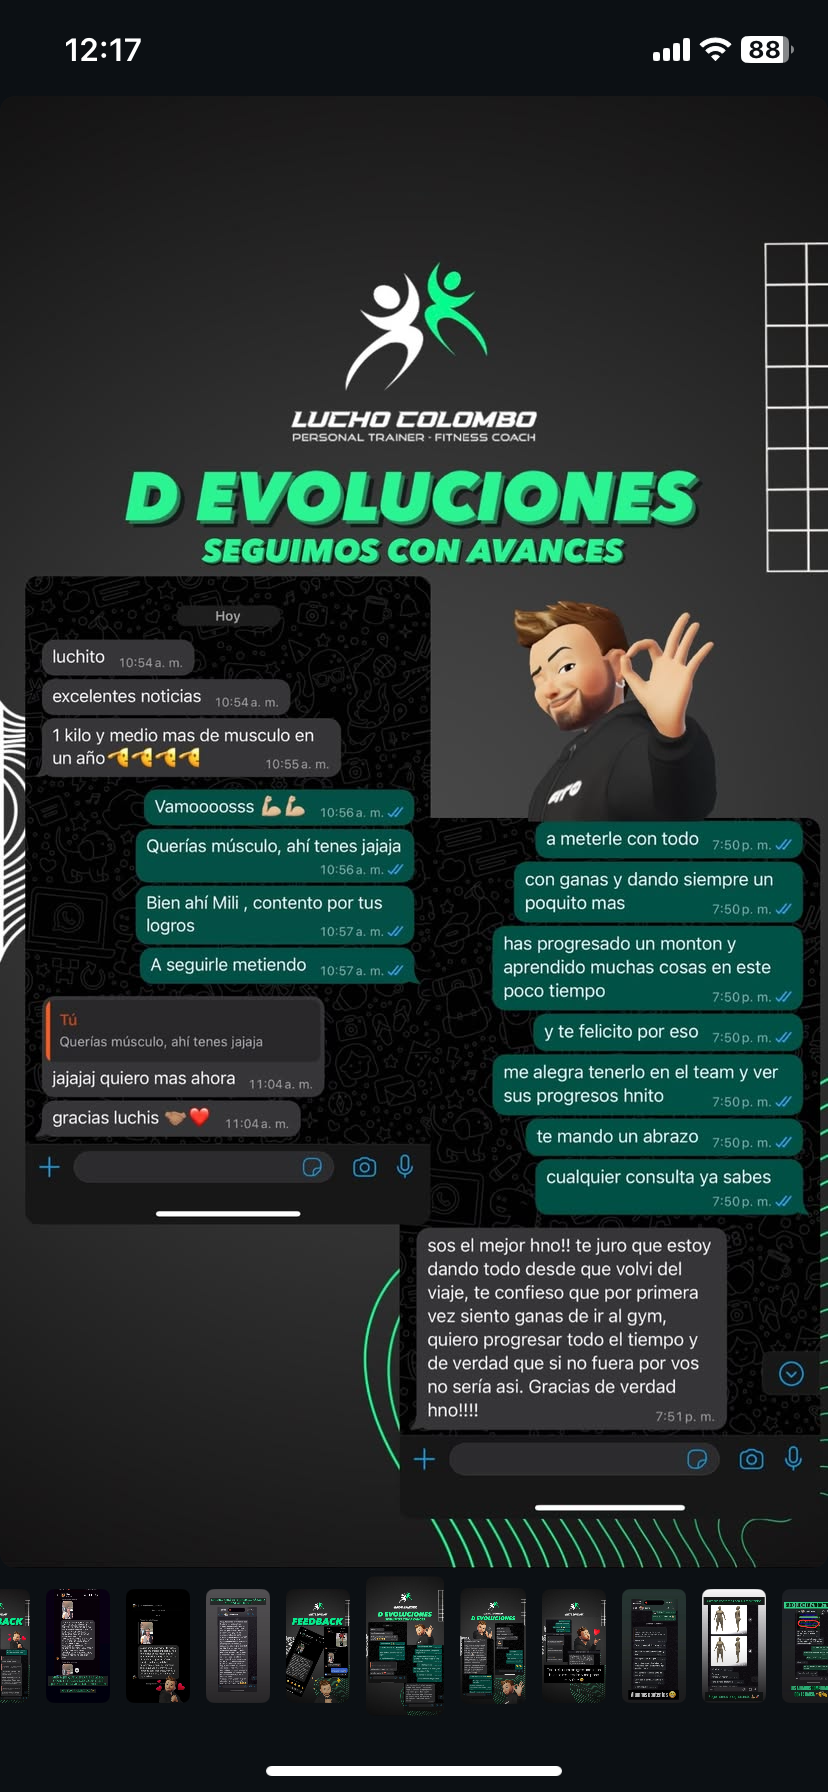 12:17
88
LUCHO COLOMBO
PERSONAL TRAINER - FITNESS COACH
D EVOLUCIONES
SEGUIMOS CON AVANCES
Hoy
luchito 10:54 a. m.
excelentes noticias 10:54 a. m.
1 kilo y medio mas de musculo en
un año🫵🫵🫵🫵 10:55 a. m.
Vamoooosss 💪🏼💪🏼 10:56 a. m.
Querías músculo, ahí tenes jajaja
10:56 a. m.
Bien ahí Mili , contento por tus
logros 10:57 a. m.
A seguirle metiendo 10:57 a. m.
Tú
Querías músculo, ahí tenes jajaja
jajajaj quiero mas ahora 11:04 a. m.
gracias luchis 🤝🏽❤️ 11:04 a. m.
a meterle con todo 7:50 p. m.
con ganas y dando siempre un
poquito mas 7:50 p. m.
has progresado un monton y
aprendido muchas cosas en este
poco tiempo 7:50 p. m.
y te felicito por eso 7:50 p. m.
me alegra tenerlo en el team y ver
sus progresos hnito 7:50 p. m.
te mando un abrazo 7:50 p. m.
cualquier consulta ya sabes
7:50 p. m.
sos el mejor hno!! te juro que estoy
dando todo desde que volvi del
viaje, te confieso que por primera
vez siento ganas de ir al gym,
quiero progresar todo el tiempo y
de verdad que si no fuera por vos
no sería asi. Gracias de verdad
hno!!!! 7:51 p. m.
FEEDBACK
D EVOLUCIONES
D EVOLUCIONES